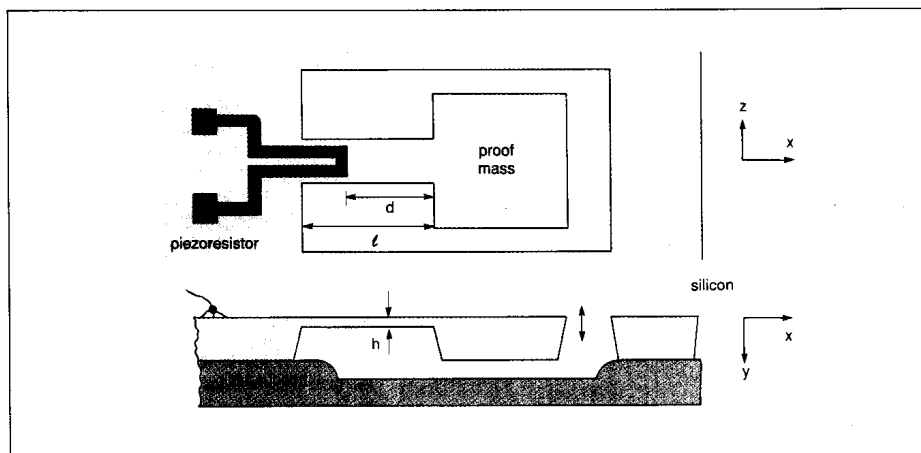 z
x
proof
mass
d
ℓ
piezoresistor
silicon
h
x
y